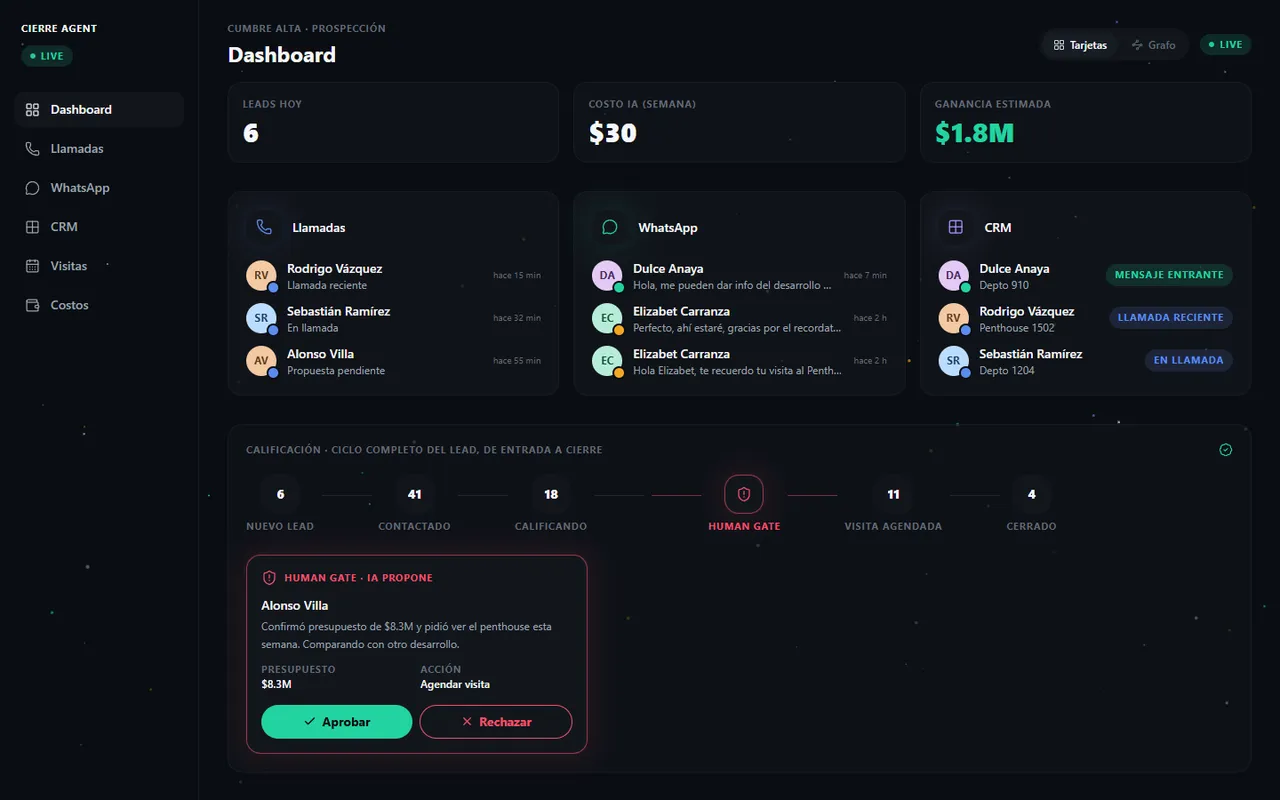 CIERRE AGENT
LIVE
Dashboard
Llamadas
WhatsApp
CRM
Visitas
Costos
CUMBRE ALTA · PROSPECCIÓN
Dashboard
Tarjetas
Grafo
LIVE
LEADS HOY
6
COSTO IA (SEMANA)
$30
GANANCIA ESTIMADA
$1.8M
Llamadas
RV
Rodrigo Vázquez
Llamada reciente
hace 15 min
SR
Sebastián Ramírez
En llamada
hace 32 min
AV
Alonso Villa
Propuesta pendiente
hace 55 min
WhatsApp
DA
Dulce Anaya
Hola, me pueden dar info del desarrollo ...
hace 7 min
EC
Elizabet Carranza
Perfecto, ahí estaré, gracias por el recordat...
hace 2 h
EC
Elizabet Carranza
Hola Elizabet, te recuerdo tu visita al Penth...
hace 2 h
CRM
DA
Dulce Anaya
Depto 910
MENSAJE ENTRANTE
RV
Rodrigo Vázquez
Penthouse 1502
LLAMADA RECIENTE
SR
Sebastián Ramírez
Depto 1204
EN LLAMADA
CALIFICACIÓN · CICLO COMPLETO DEL LEAD, DE ENTRADA A CIERRE
6
NUEVO LEAD
41
CONTACTADO
18
CALIFICANDO
HUMAN GATE
11
VISITA AGENDADA
4
CERRADO
HUMAN GATE · IA PROPONE
Alonso Villa
Confirmó presupuesto de $8.3M y pidió ver el penthouse esta
semana. Comparando con otro desarrollo.
PRESUPUESTO
$8.3M
ACCIÓN
Agendar visita
Aprobar
Rechazar